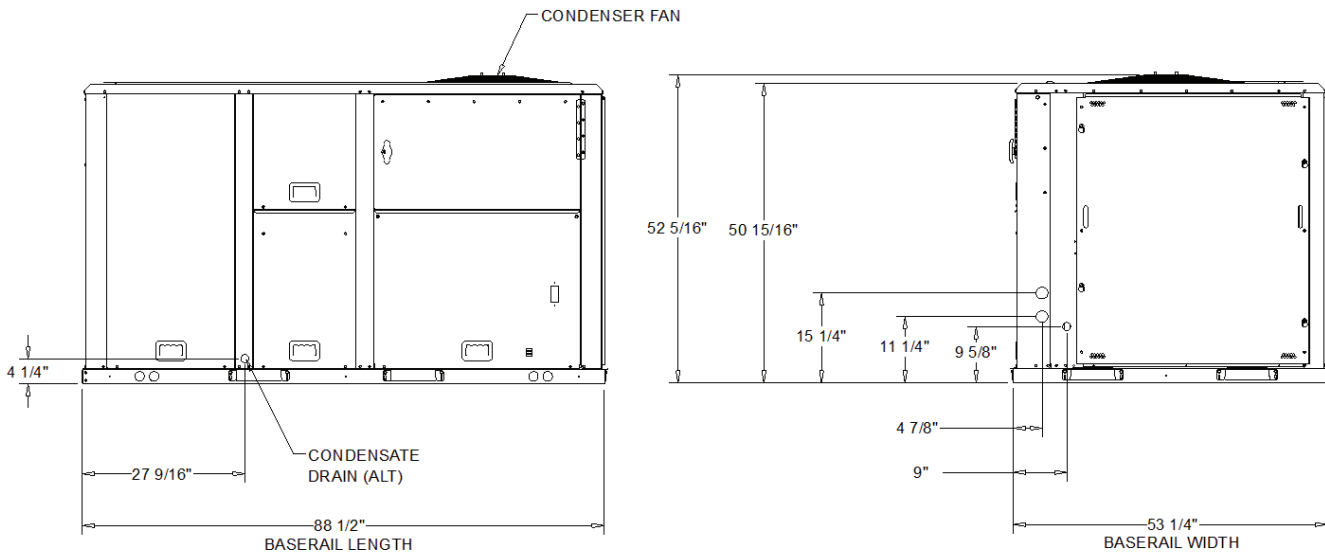 CONDENSER FAN
52 5/16"
50 15/16"
15 1/4"
11 1/4"
9 5/8"
4 1/4"
4 7/8"
CONDENSATE
DRAIN (ALT)
27 9/16"
9"
88 1/2"
BASERAIL LENGTH
53 1/4"
BASERAIL WIDTH